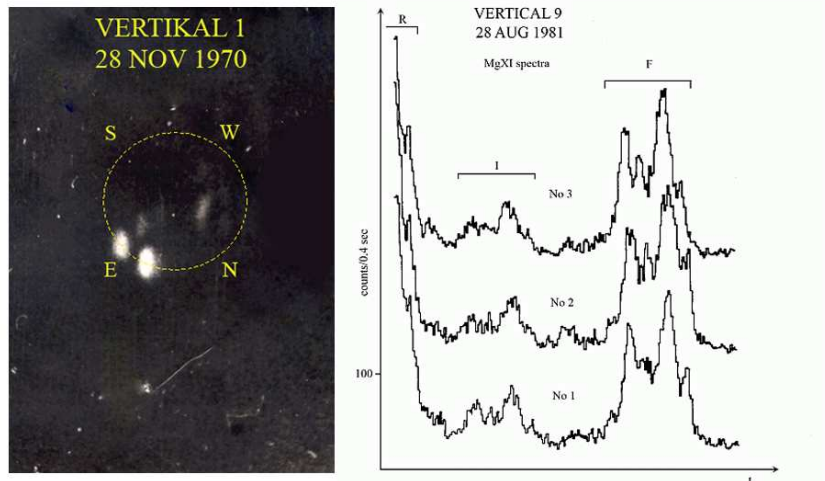 VERTIKAL 1
28 NOV 1970
S
W
E
N
VERTICAL 9
28 AUG 1981
MgXI spectra
R
I
F
No 3
No 2
No 1
counts/0,4 sec
100